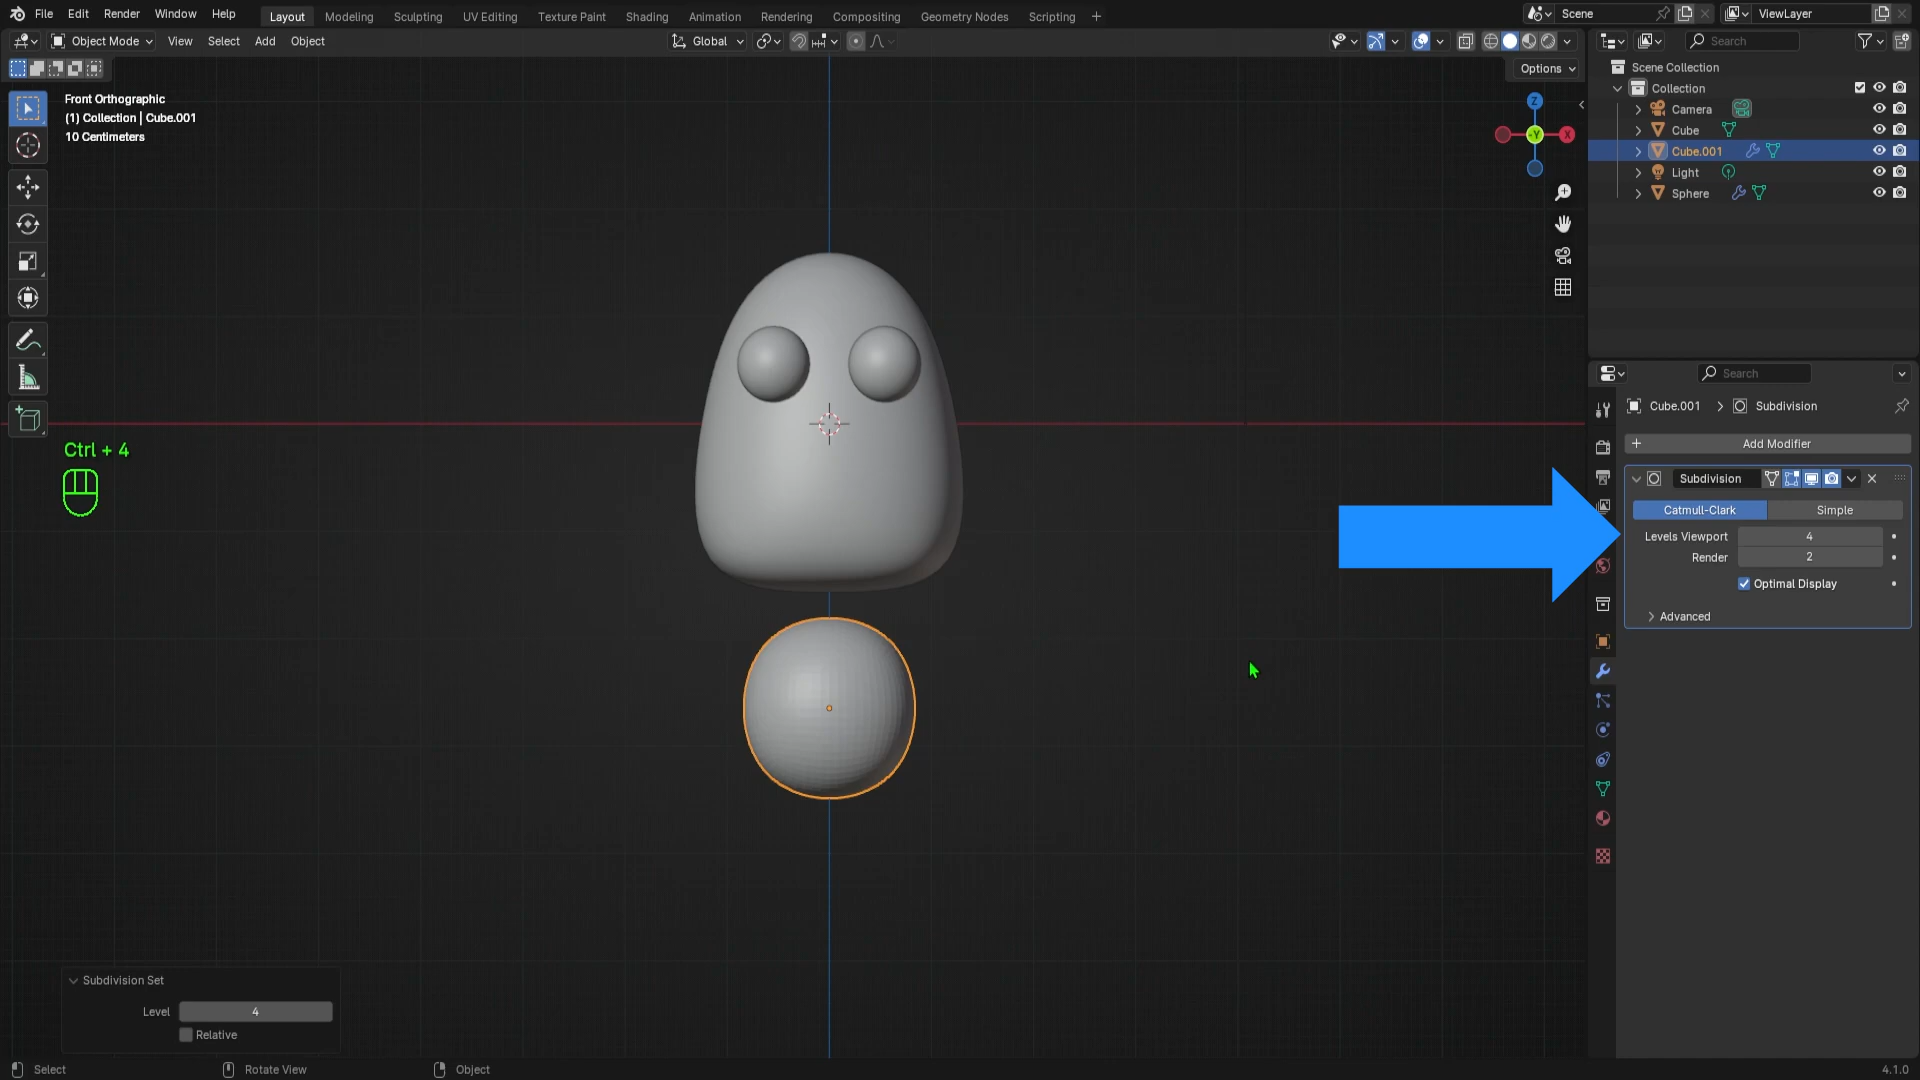 File Edit Render Window Help Layout Modeling Sculpting UV Editing Texture Paint Shading Animation Rendering Compositing Geometry Nodes Scripting + Scene ViewLayer
Object Mode View Select Add Object Global Search
Options
Front Orthographic
(1) Collection | Cube.001
10 Centimeters
Z
-Y
X
Scene Collection
Collection
Camera
Cube
Cube.001
Light
Sphere
Search
Cube.001 > Subdivision
+ Add Modifier
Subdivision
Catmull-Clark Simple
Levels Viewport 4
Render 2
Optimal Display
Advanced
Ctrl + 4
Subdivision Set
Level 4
Relative
Select Rotate View Object 4.1.0